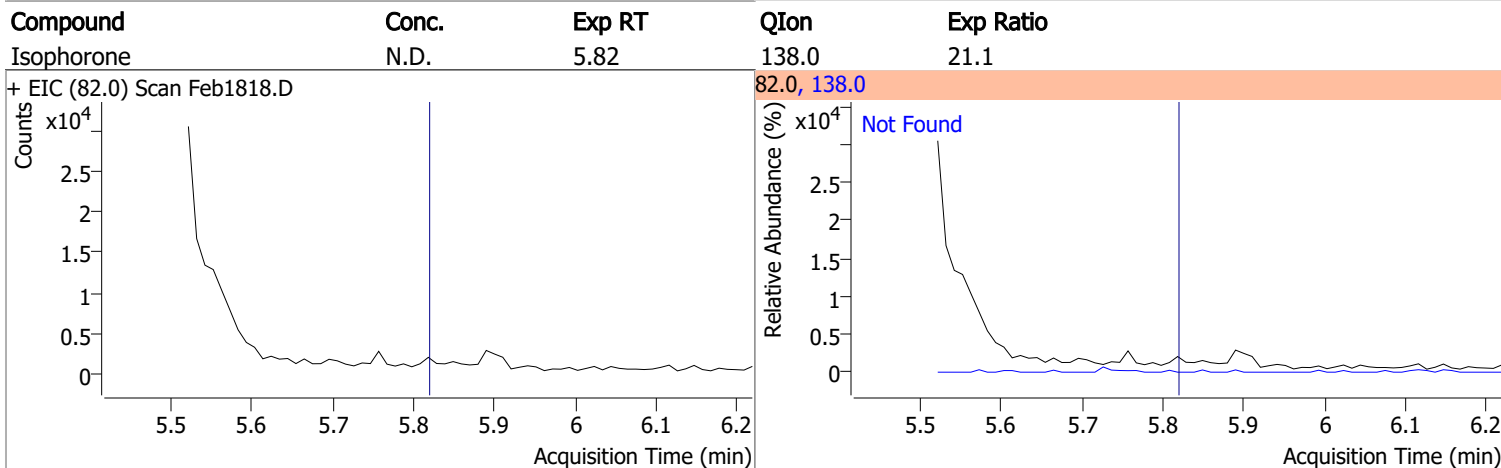 Compound Conc. Exp RT QIon Exp Ratio
Isophorone N.D. 5.82 138.0 21.1
+ EIC (82.0) Scan Feb1818.D
Counts
x10⁴
2.5
2
1.5
1
0.5
0
5.5 5.6 5.7 5.8 5.9 6 6.1 6.2
Acquisition Time (min)
82.0, 138.0
Relative Abundance (%)
x10⁴
Not Found
2.5
2
1.5
1
0.5
0
5.5 5.6 5.7 5.8 5.9 6 6.1 6.2
Acquisition Time (min)